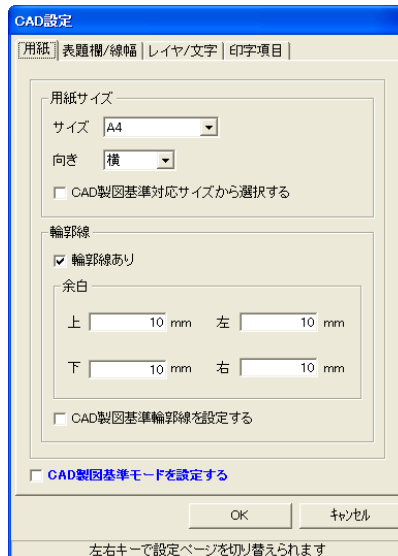 CAD設定
用紙 表題欄/線幅 レイヤ/文字 印字項目
用紙サイズ
サイズ A4
向き 横
CAD製図基準対応サイズから選択する
輪郭線
輪郭線あり
余白
上 10 mm 左 10 mm
下 10 mm 右 10 mm
CAD製図基準輪郭線を設定する
CAD製図基準モードを設定する
OK キャンセル
左右キーで設定ページを切り替えられます